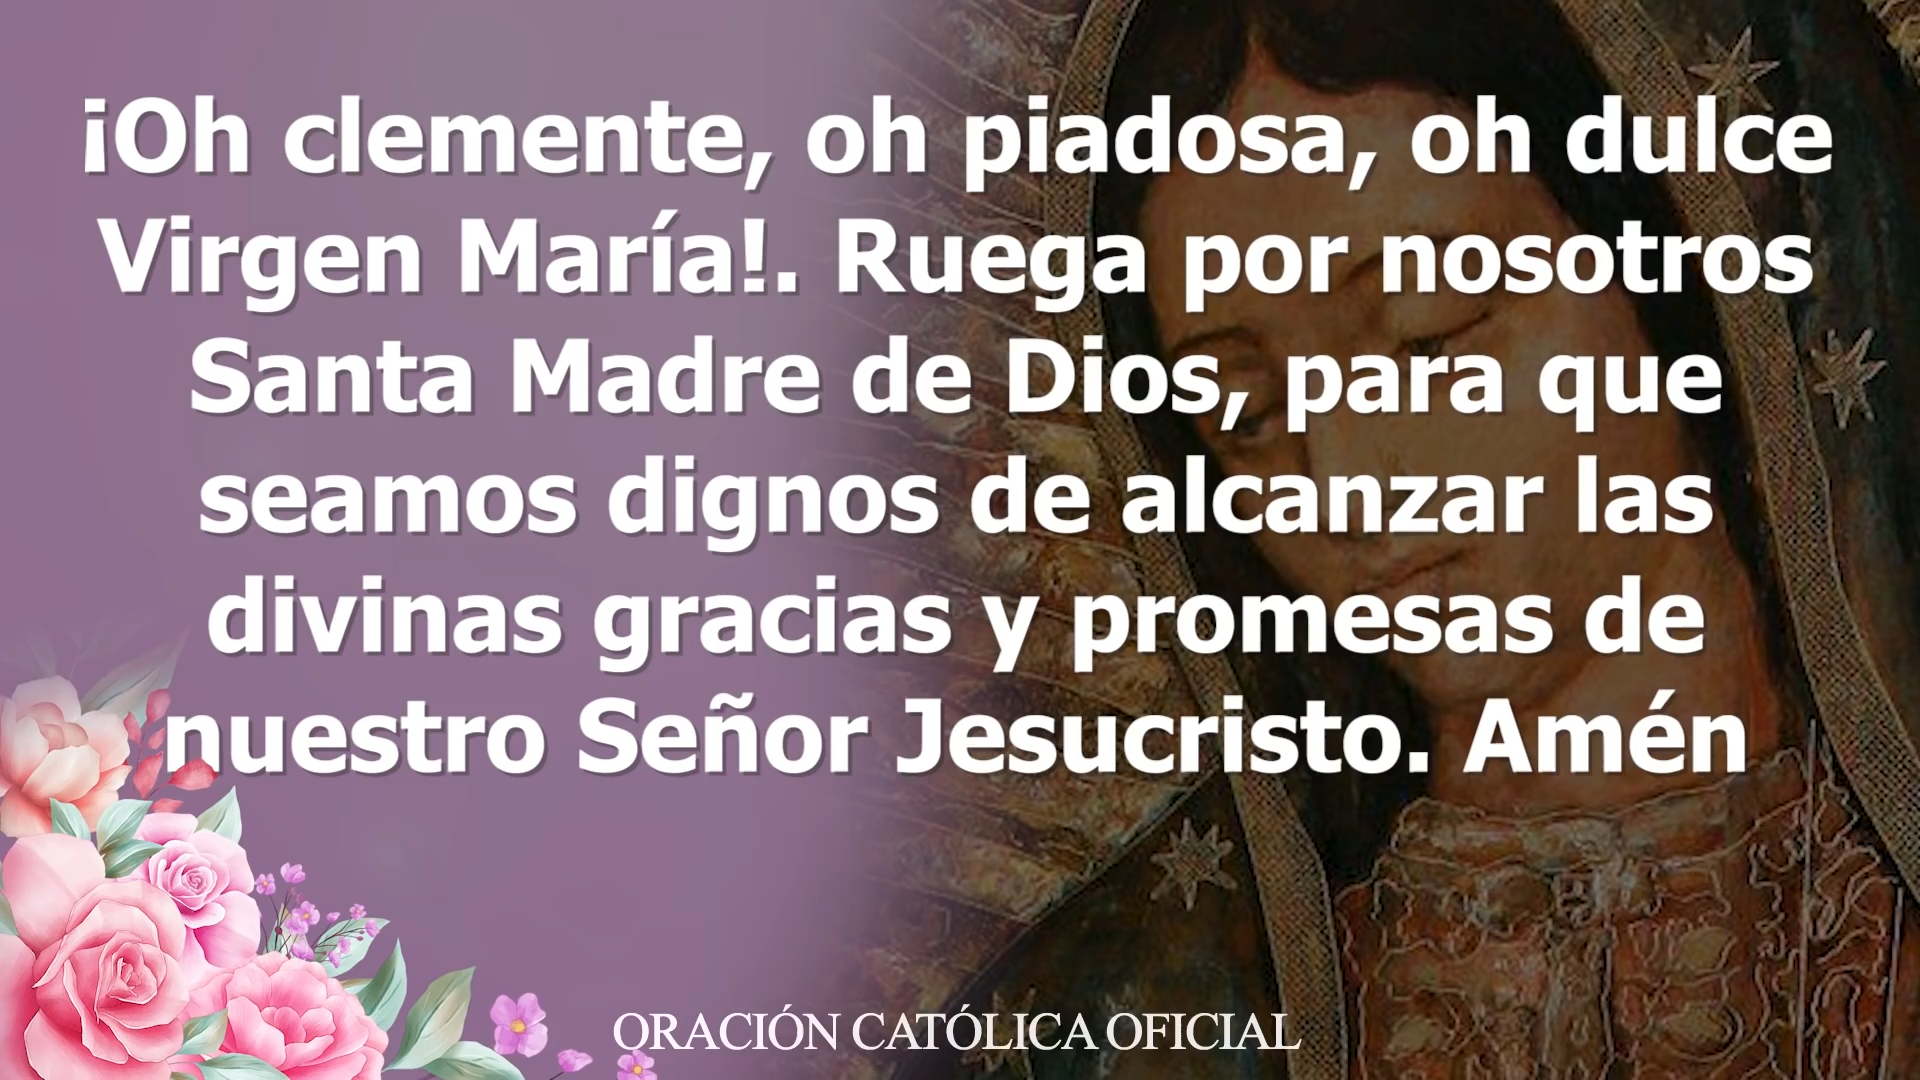 ¡Oh clemente, oh piadosa, oh dulce
Virgen María!. Ruega por nosotros
Santa Madre de Dios, para que
seamos dignos de alcanzar las
divinas gracias y promesas de
nuestro Señor Jesucristo. Amén
ORACIÓN CATÓLICA OFICIAL